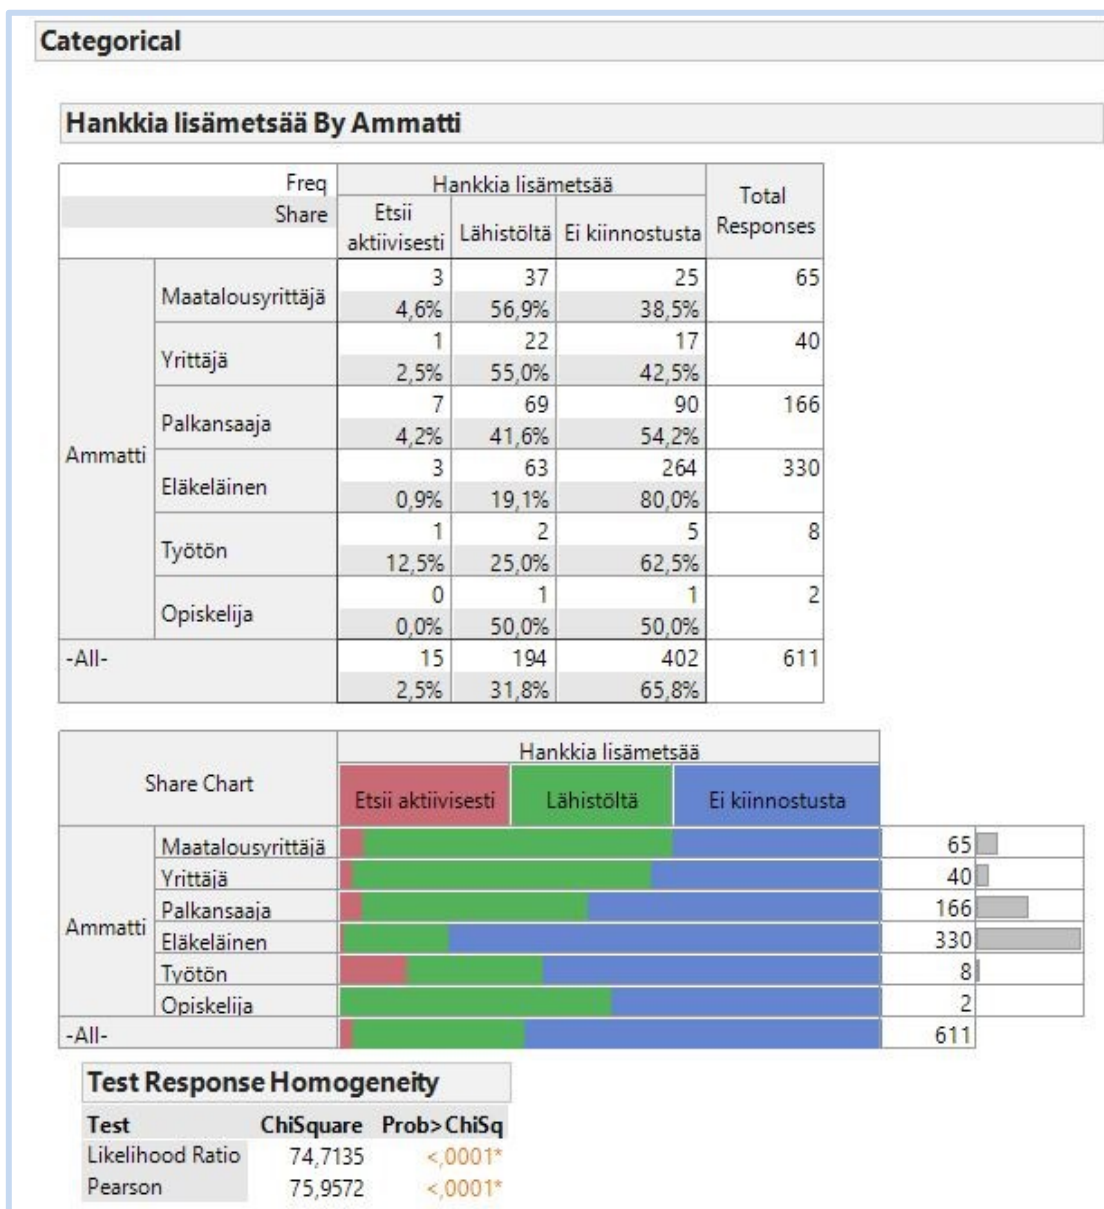 Categorical
Hankkia lisämetsää By Ammatti
Freq Hankkia lisämetsää Total Responses
Share Etsii aktiivisesti Lähistöltä Ei kiinnostusta
Ammatti
Maatalousyrittäjä 3 37 25 65
4,6% 56,9% 38,5%
Yrittäjä 1 22 17 40
2,5% 55,0% 42,5%
Palkansaaja 7 69 90 166
4,2% 41,6% 54,2%
Eläkeläinen 3 63 264 330
0,9% 19,1% 80,0%
Työtön 1 2 5 8
12,5% 25,0% 62,5%
Opiskelija 0 1 1 2
0,0% 50,0% 50,0%
-All- 15 194 402 611
2,5% 31,8% 65,8%
Share Chart Hankkia lisämetsää
Etsii aktiivisesti Lähistöltä Ei kiinnostusta
Ammatti
Maatalousyrittäjä 65
Yrittäjä 40
Palkansaaja 166
Eläkeläinen 330
Työtön 8
Opiskelija 2
-All- 611
Test Response Homogeneity
Test ChiSquare Prob>ChiSq
Likelihood Ratio 74,7135 <,0001*
Pearson 75,9572 <,0001*